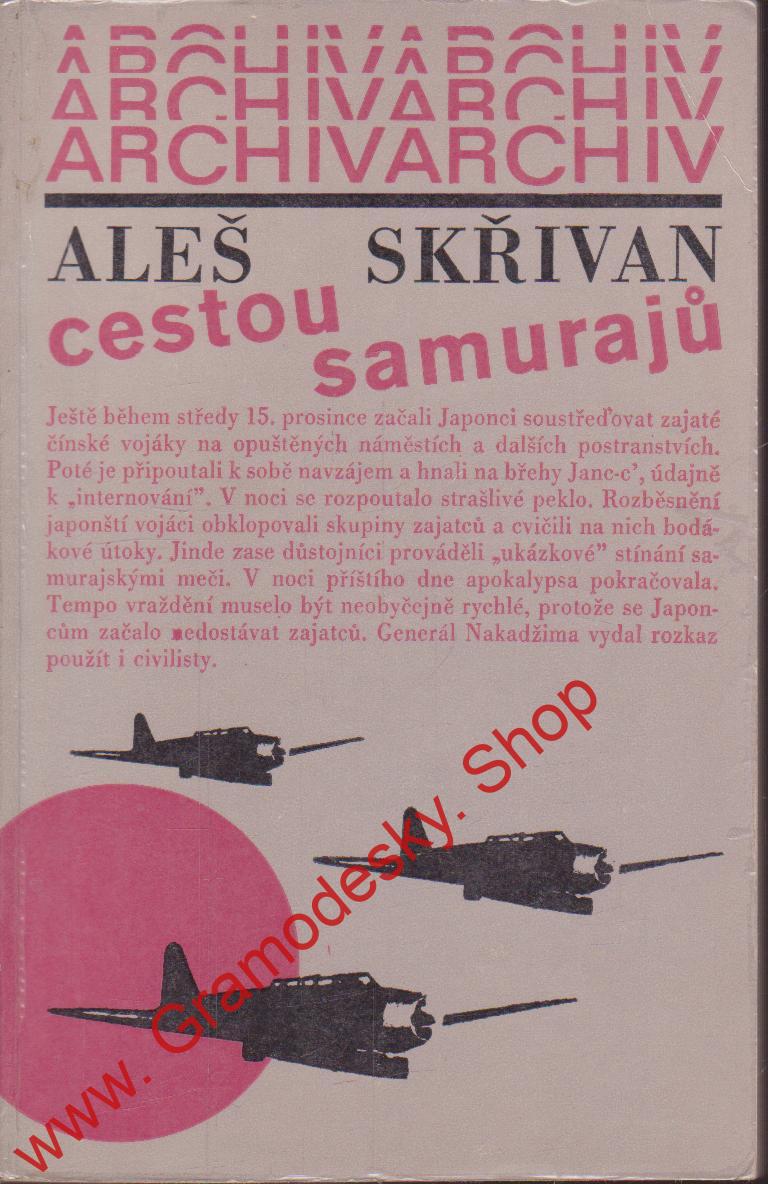 ARCHIVARCHIV
ARCHIVARCHIV
ARCHIVARCHIV
ARCHIVARCHIV
ALEŠ SKŘIVAN
cestou
samurajů
Ještě během středy 15. prosince začali Japonci soustřeďovat zajaté
čínské vojáky na opuštěných náměstích a dalších postranstvích.
Poté je připoutali k sobě navzájem a hnali na břehy Janc-c’, údajně
k „internování”. V noci se rozpoutalo strašlivé peklo. Rozběsnění
japonští vojáci obklopovali skupiny zajatců a cvičili na nich bodá-
kové útoky. Jinde zase důstojníci prováděli „ukázkové” stínání sa-
murajskými meči. V noci příštího dne apokalypsa pokračovala.
Tempo vraždění muselo být neobyčejně rychlé, protože se Japon-
cům začalo nedostávat zajatců. Generál Nakadžima vydal rozkaz
použít i civilisty.
www. Gramodesky. Shop